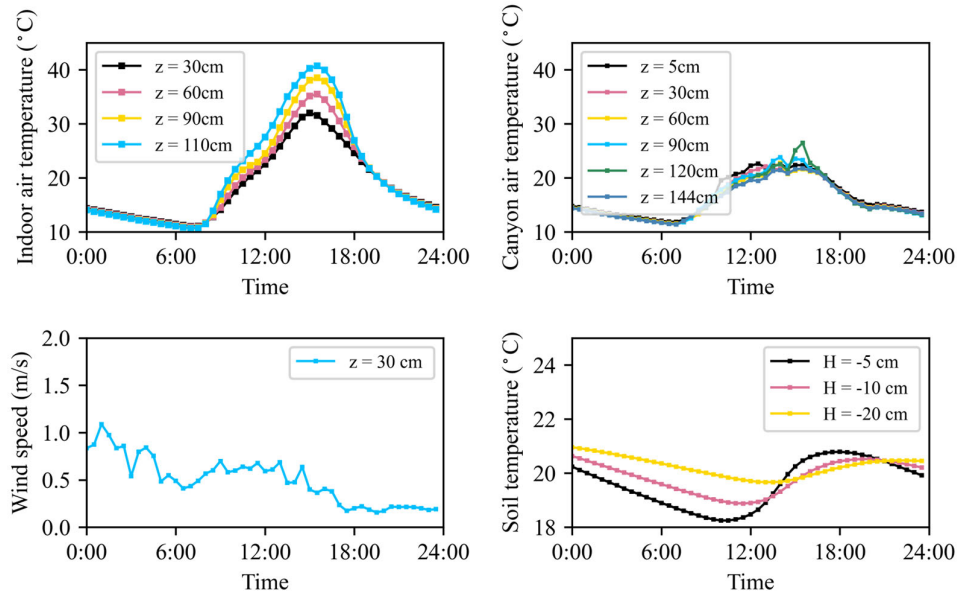 Indoor air temperature (°C)
40
30
20
10
z = 30cm
z = 60cm
z = 90cm
z = 110cm
0:00 6:00 12:00 18:00 24:00
Time
Canyon air temperature (°C)
40
30
20
10
z = 5cm
z = 30cm
z = 60cm
z = 90cm
z = 120cm
z = 144cm
0:00 6:00 12:00 18:00 24:00
Time
Wind speed (m/s)
2.0
1.5
1.0
0.5
0.0
z = 30 cm
0:00 6:00 12:00 18:00 24:00
Time
Soil temperature (°C)
24
22
20
18
H = -5 cm
H = -10 cm
H = -20 cm
0:00 6:00 12:00 18:00 24:00
Time